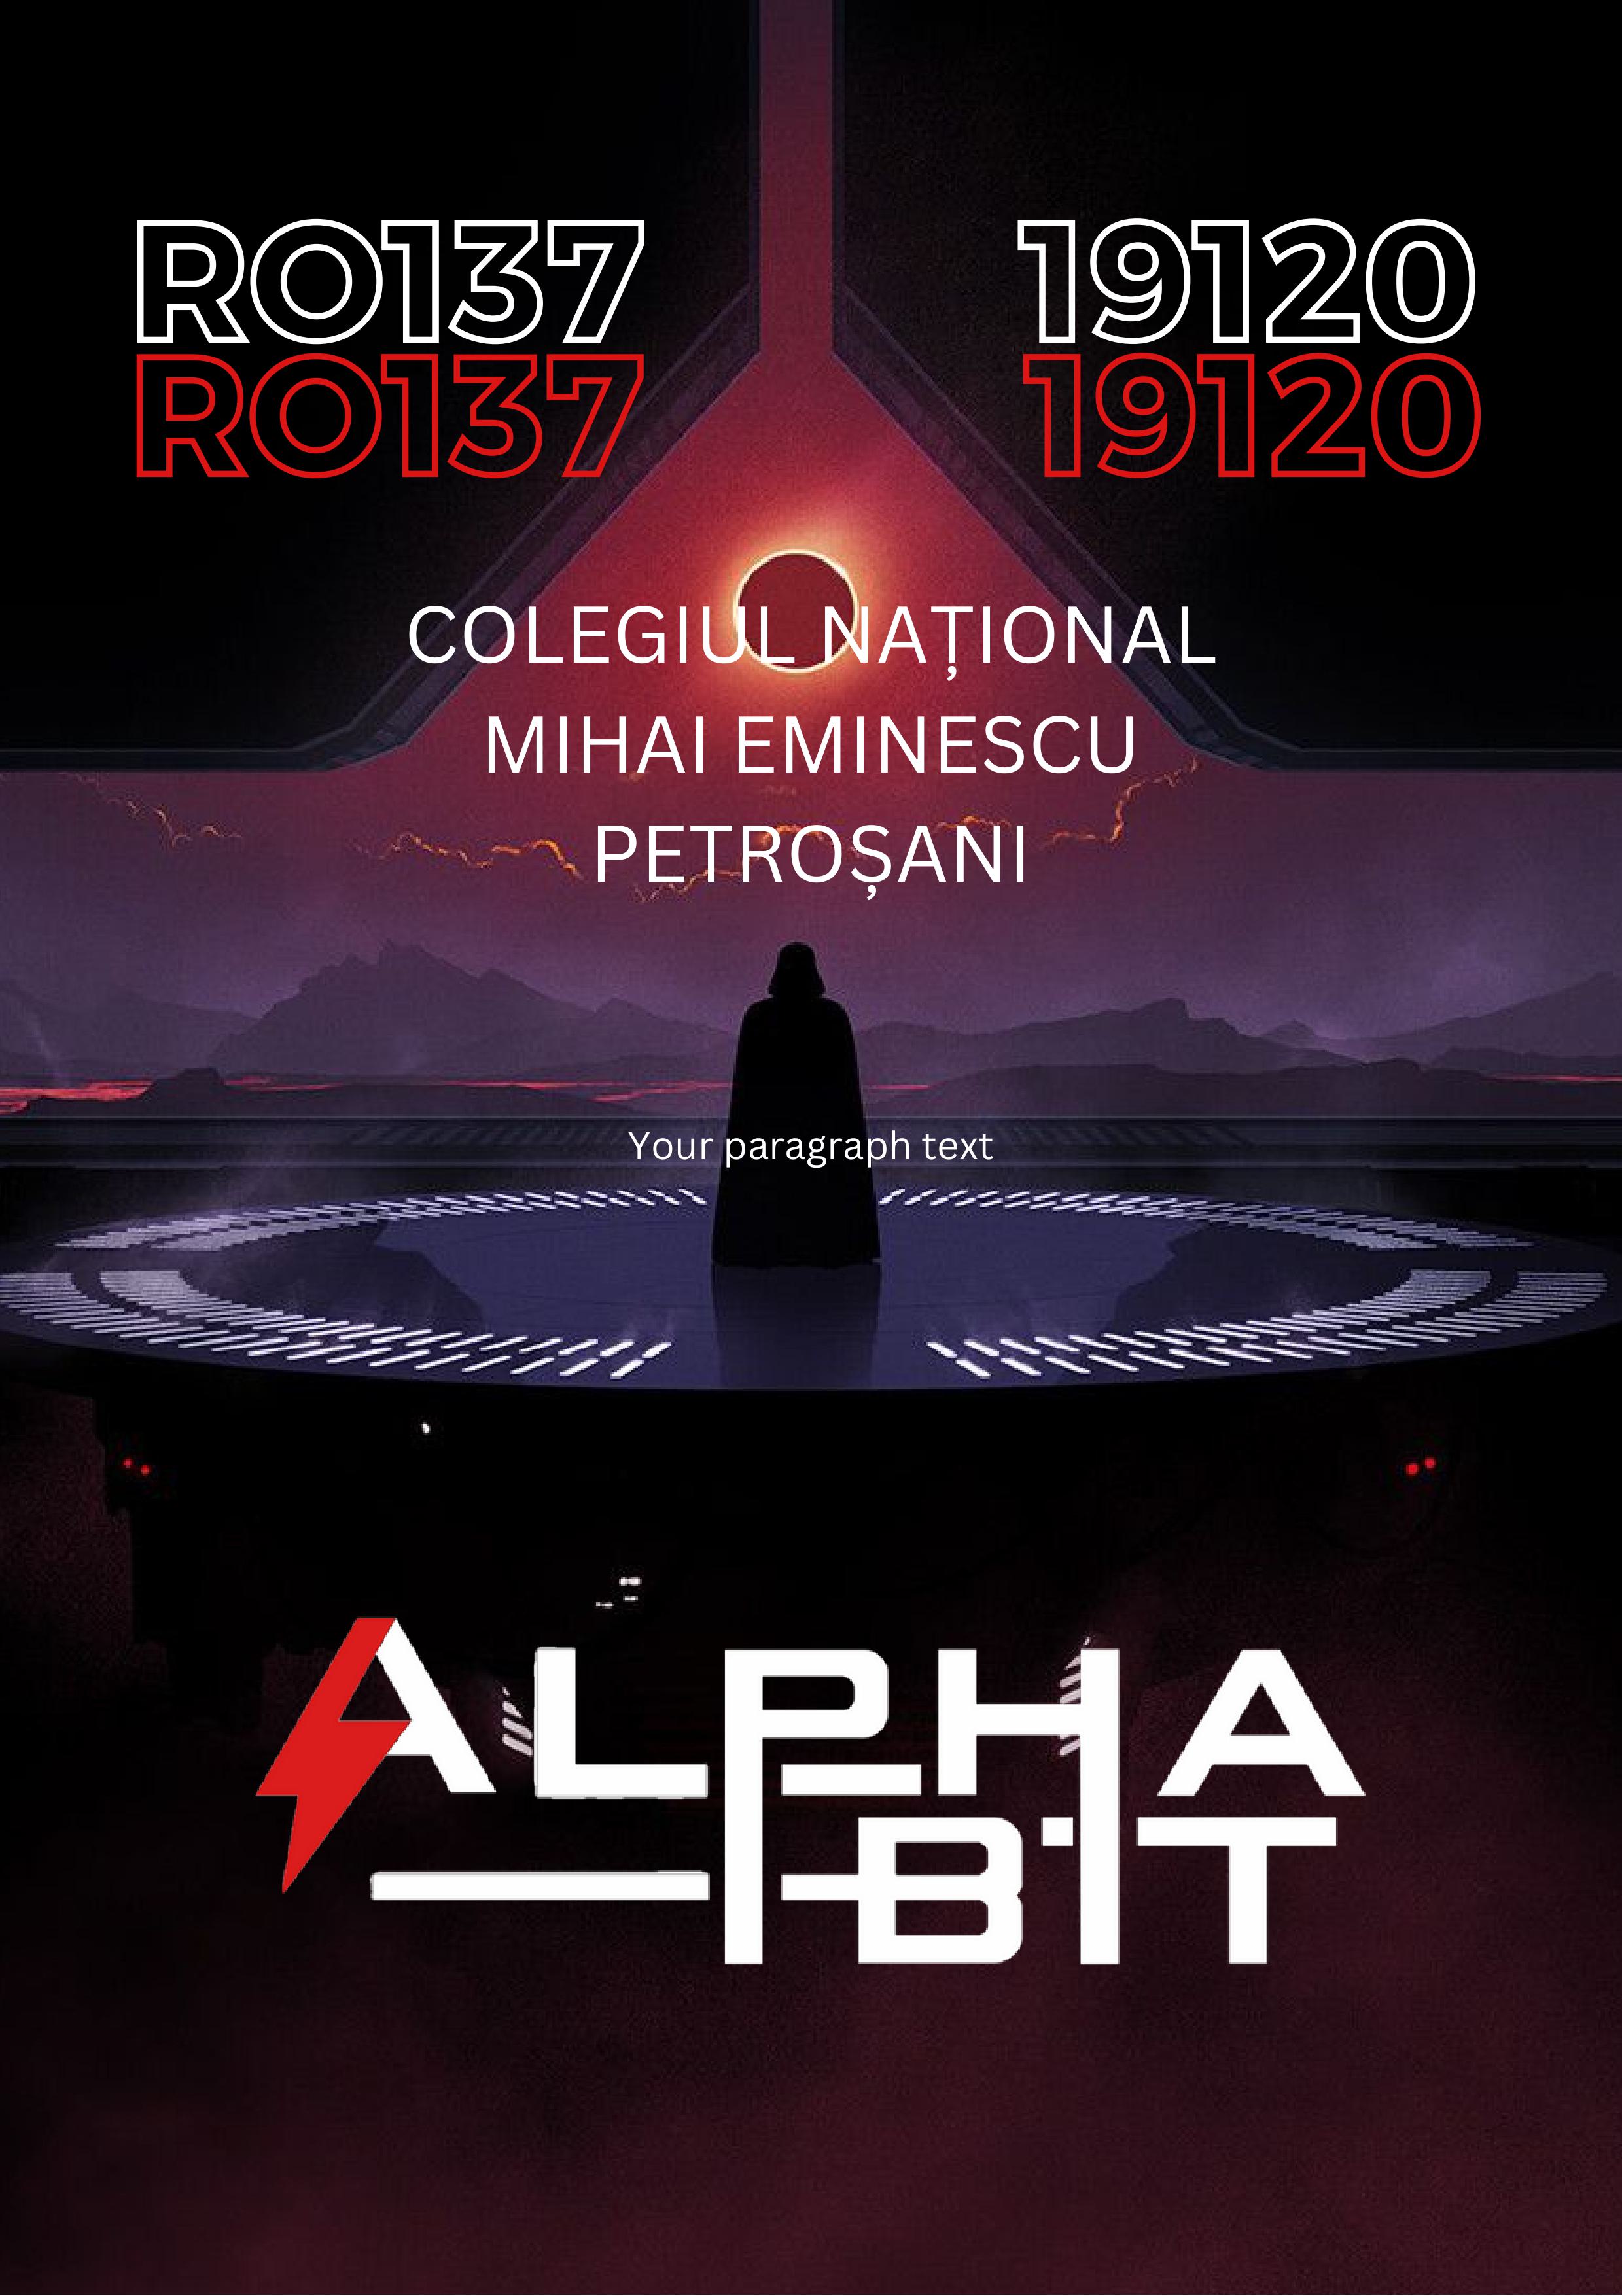 RO137
RO137
19120
19120
COLEGIUL NAȚIONAL
MIHAI EMINESCU
PETROȘANI
Your paragraph text
ALPHA
BIT